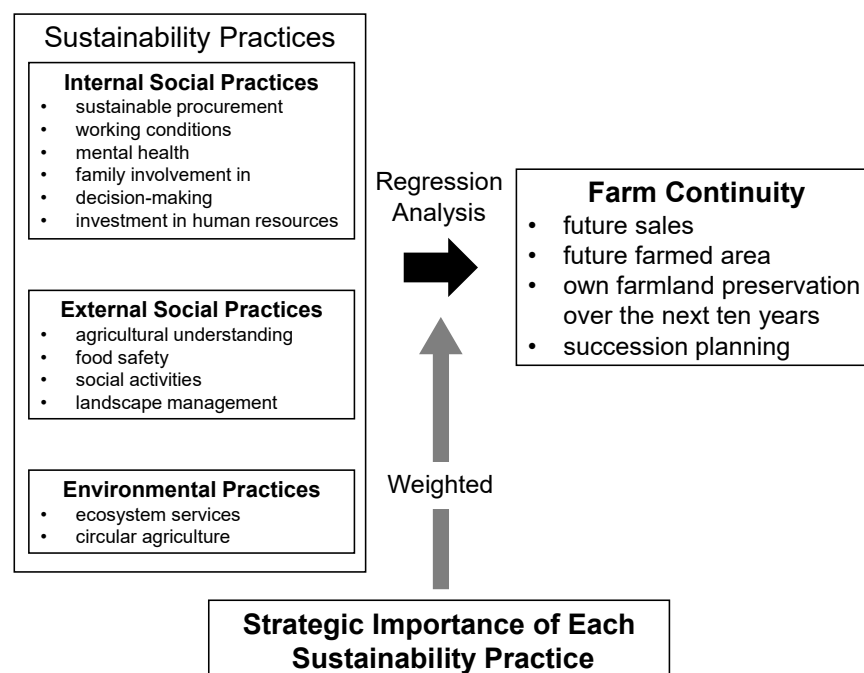 Sustainability Practices
Internal Social Practices
• sustainable procurement
• working conditions
• mental health
• family involvement in
• decision-making
• investment in human resources
External Social Practices
• agricultural understanding
• food safety
• social activities
• landscape management
Environmental Practices
• ecosystem services
• circular agriculture
Regression
Analysis
Weighted
Farm Continuity
• future sales
• future farmed area
• own farmland preservation
over the next ten years
• succession planning
Strategic Importance of Each
Sustainability Practice